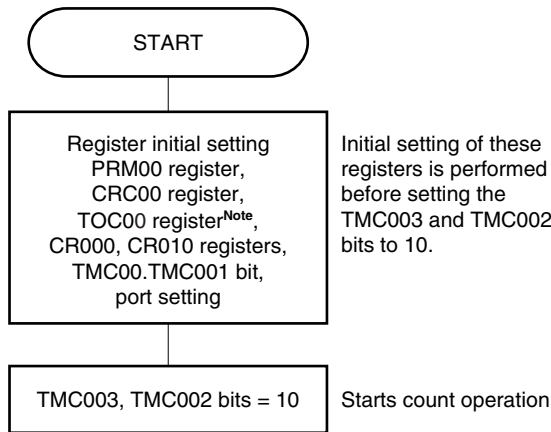 START
Register initial setting
PRM00 register,
CRC00 register,
TOC00 registerNote,
CR000, CR010 registers,
TMC00.TMC001 bit,
port setting
Initial setting of these
registers is performed
before setting the
TMC003 and TMC002
bits to 10.
TMC003, TMC002 bits = 10
Starts count operation